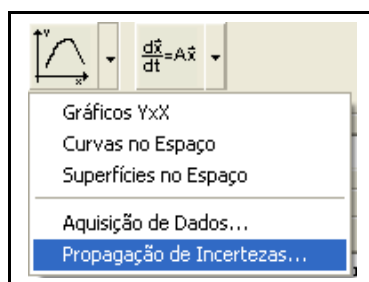 Y
x
dx⃗/dt=Ax⃗
Gráficos YxX
Curvas no Espaço
Superfícies no Espaço
Aquisição de Dados...
Propagação de Incertezas...